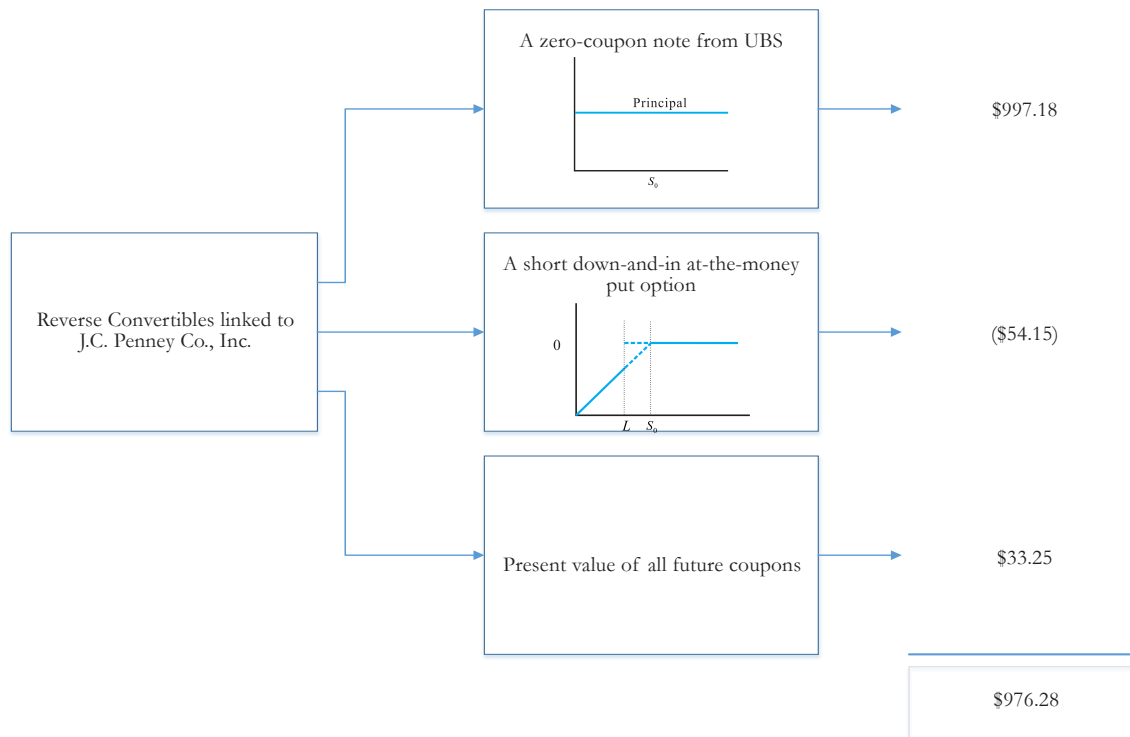 A zero-coupon note from UBS
Principal
S₀
$997.18
Reverse Convertibles linked to
J.C. Penney Co., Inc.
A short down-and-in at-the-money
put option
0
L S₀
($54.15)
Present value of all future coupons
$33.25
$976.28